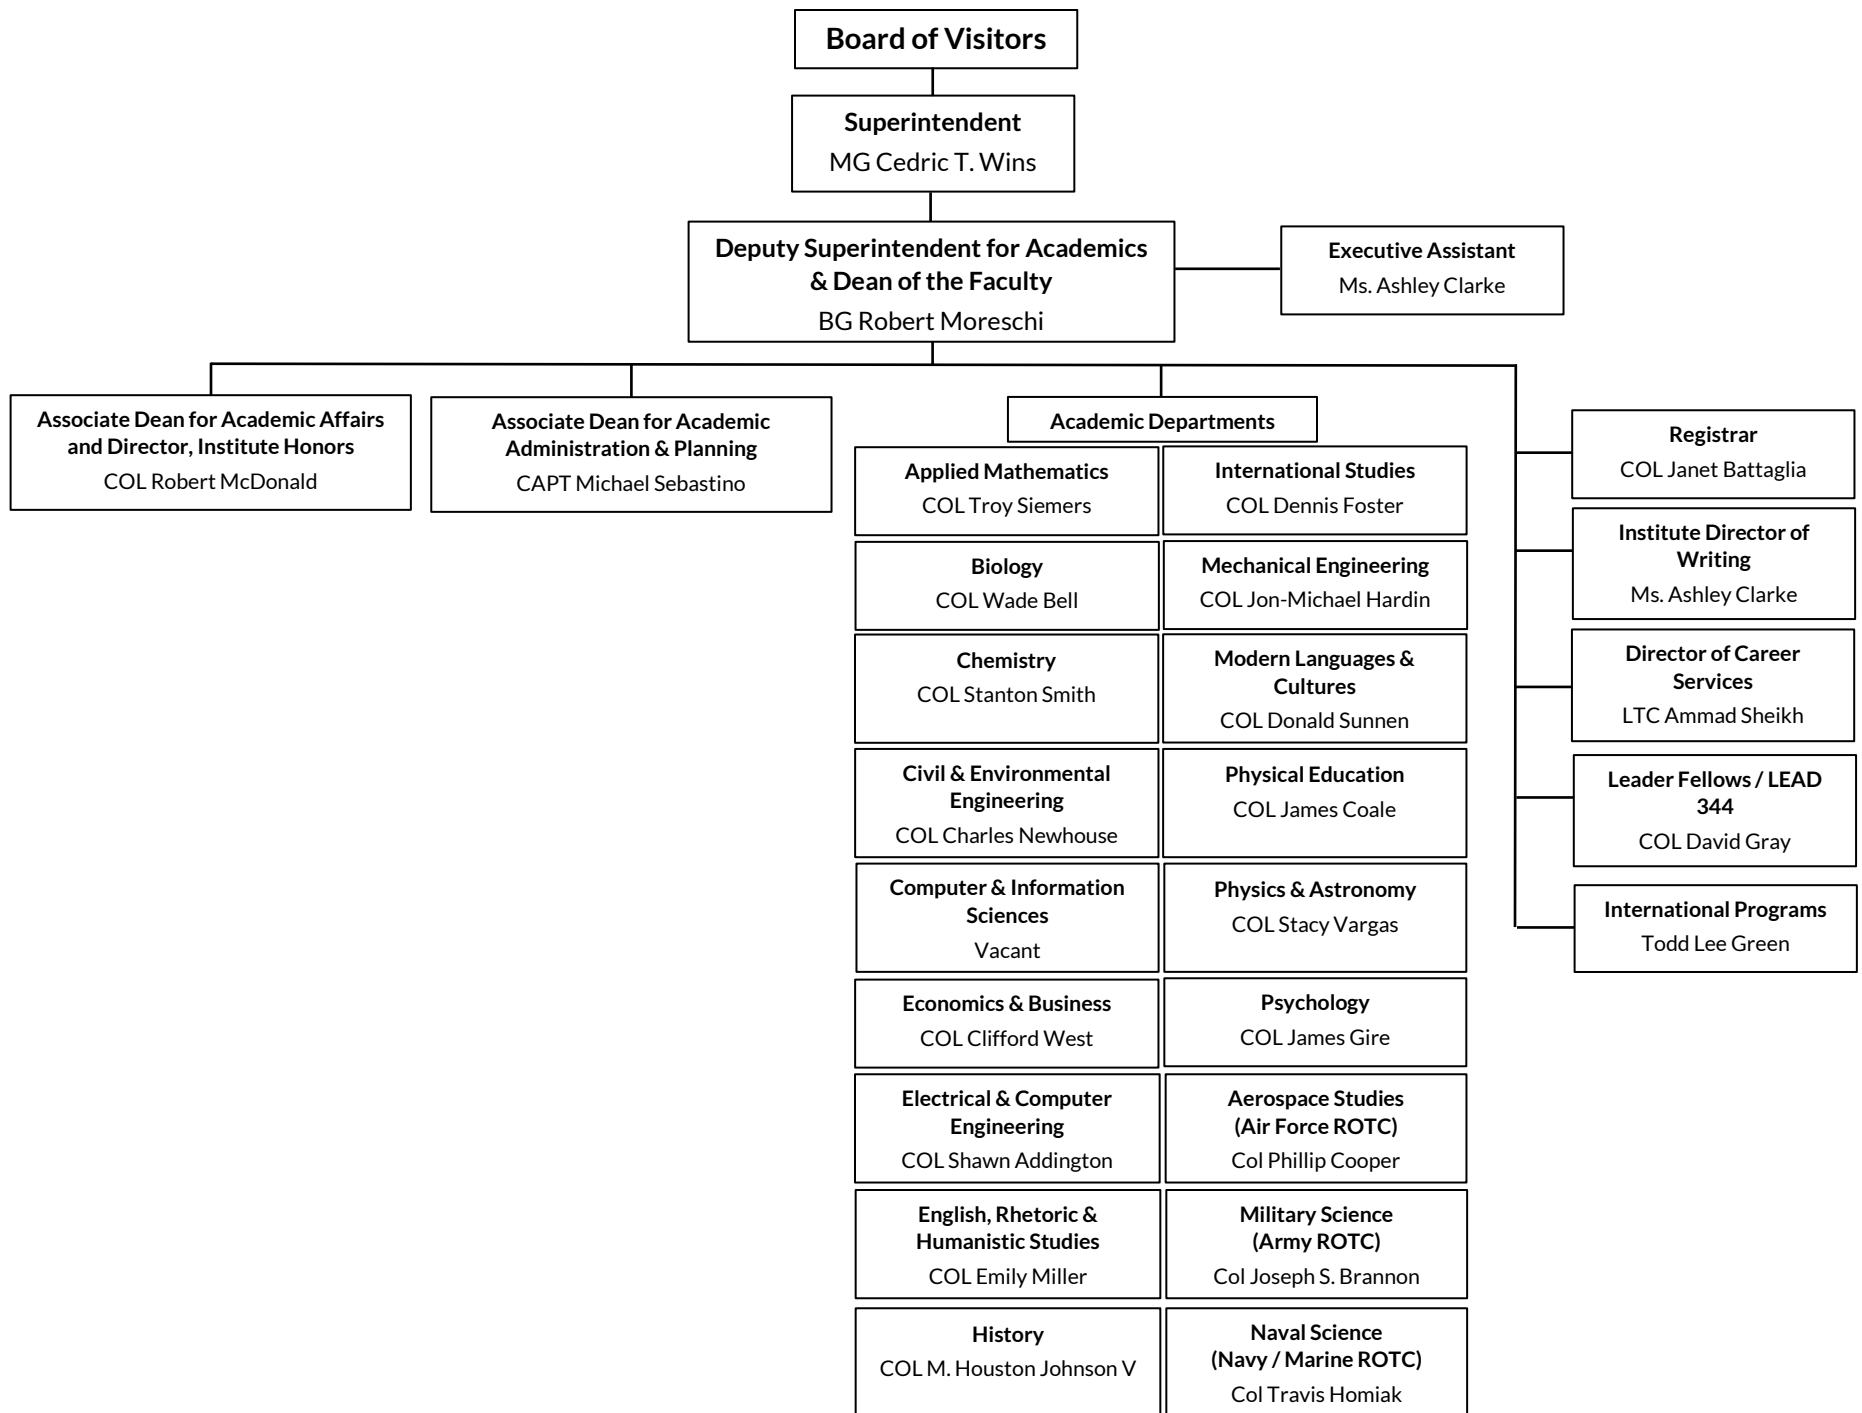 Board of Visitors
Superintendent
MG Cedric T. Wins
Deputy Superintendent for Academics
& Dean of the Faculty
BG Robert Moreschi
Executive Assistant
Ms. Ashley Clarke
Associate Dean for Academic Affairs
and Director, Institute Honors
COL Robert McDonald
Associate Dean for Academic
Administration & Planning
CAPT Michael Sebastino
Academic Departments
Applied Mathematics
COL Troy Siemers
International Studies
COL Dennis Foster
Biology
COL Wade Bell
Mechanical Engineering
COL Jon-Michael Hardin
Chemistry
COL Stanton Smith
Modern Languages &
Cultures
COL Donald Sunnen
Civil & Environmental
Engineering
COL Charles Newhouse
Physical Education
COL James Coale
Computer & Information
Sciences
Vacant
Physics & Astronomy
COL Stacy Vargas
Economics & Business
COL Clifford West
Psychology
COL James Gire
Electrical & Computer
Engineering
COL Shawn Addington
Aerospace Studies
(Air Force ROTC)
Col Phillip Cooper
English, Rhetoric &
Humanistic Studies
COL Emily Miller
Military Science
(Army ROTC)
Col Joseph S. Brannon
History
COL M. Houston Johnson V
Naval Science
(Navy / Marine ROTC)
Col Travis Homiak
Registrar
COL Janet Battaglia
Institute Director of
Writing
Ms. Ashley Clarke
Director of Career
Services
LTC Ammad Sheikh
Leader Fellows / LEAD
344
COL David Gray
International Programs
Todd Lee Green